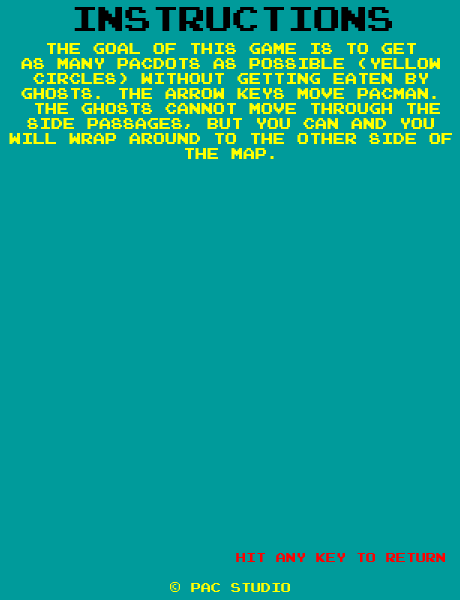 INSTRUCTIONS
THE GOAL OF THIS GAME IS TO GET
AS MANY PACDOTS AS POSSIBLE (YELLOW
CIRCLES) WITHOUT GETTING EATEN BY
GHOSTS. THE ARROW KEYS MOVE PACMAN.
THE GHOSTS CANNOT MOVE THROUGH THE
SIDE PASSAGES, BUT YOU CAN AND YOU
WILL WRAP AROUND TO THE OTHER SIDE OF
THE MAP.
HIT ANY KEY TO RETURN
© PAC STUDIO